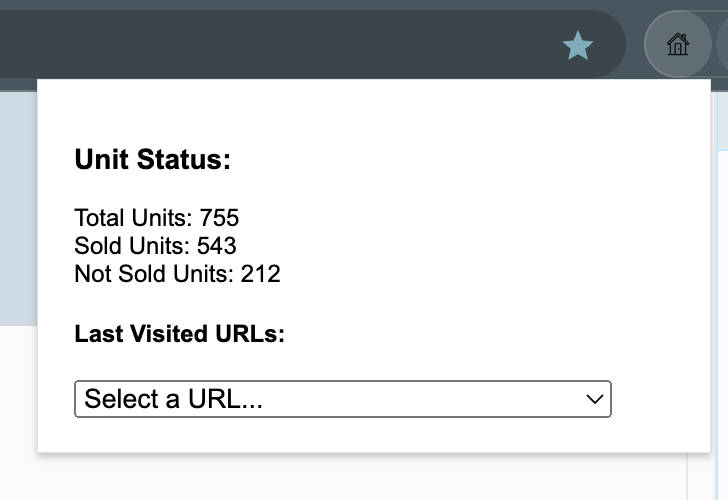 Unit Status:
Total Units: 755
Sold Units: 543
Not Sold Units: 212
Last Visited URLs:
Select a URL...